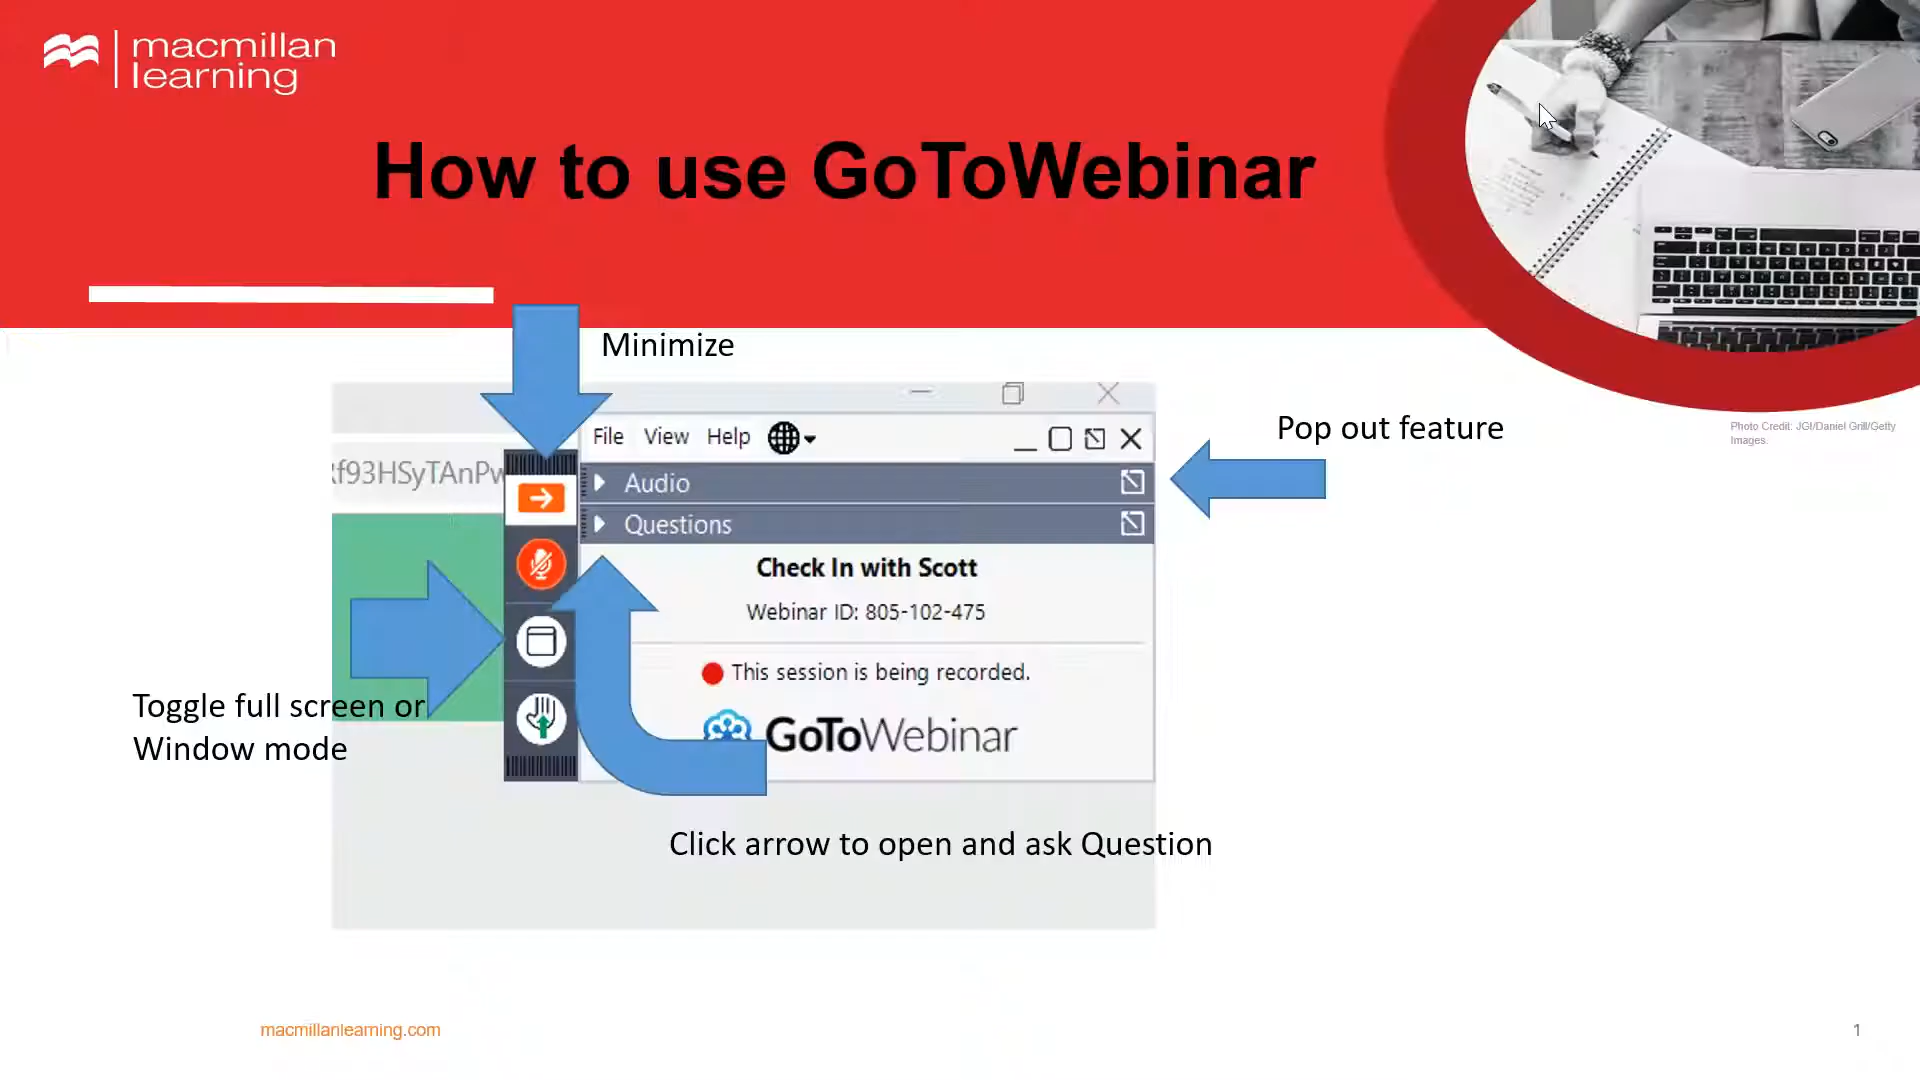 macmillan
learning
How to use GoToWebinar
Minimize
Pop out feature
Photo Credit: JGI/Daniel Grill/Getty
Images.
File View Help
Audio
Questions
Check In with Scott
Webinar ID: 805-102-475
This session is being recorded.
GoToWebinar
Toggle full screen or
Window mode
Click arrow to open and ask Question
macmillanlearning.com
1